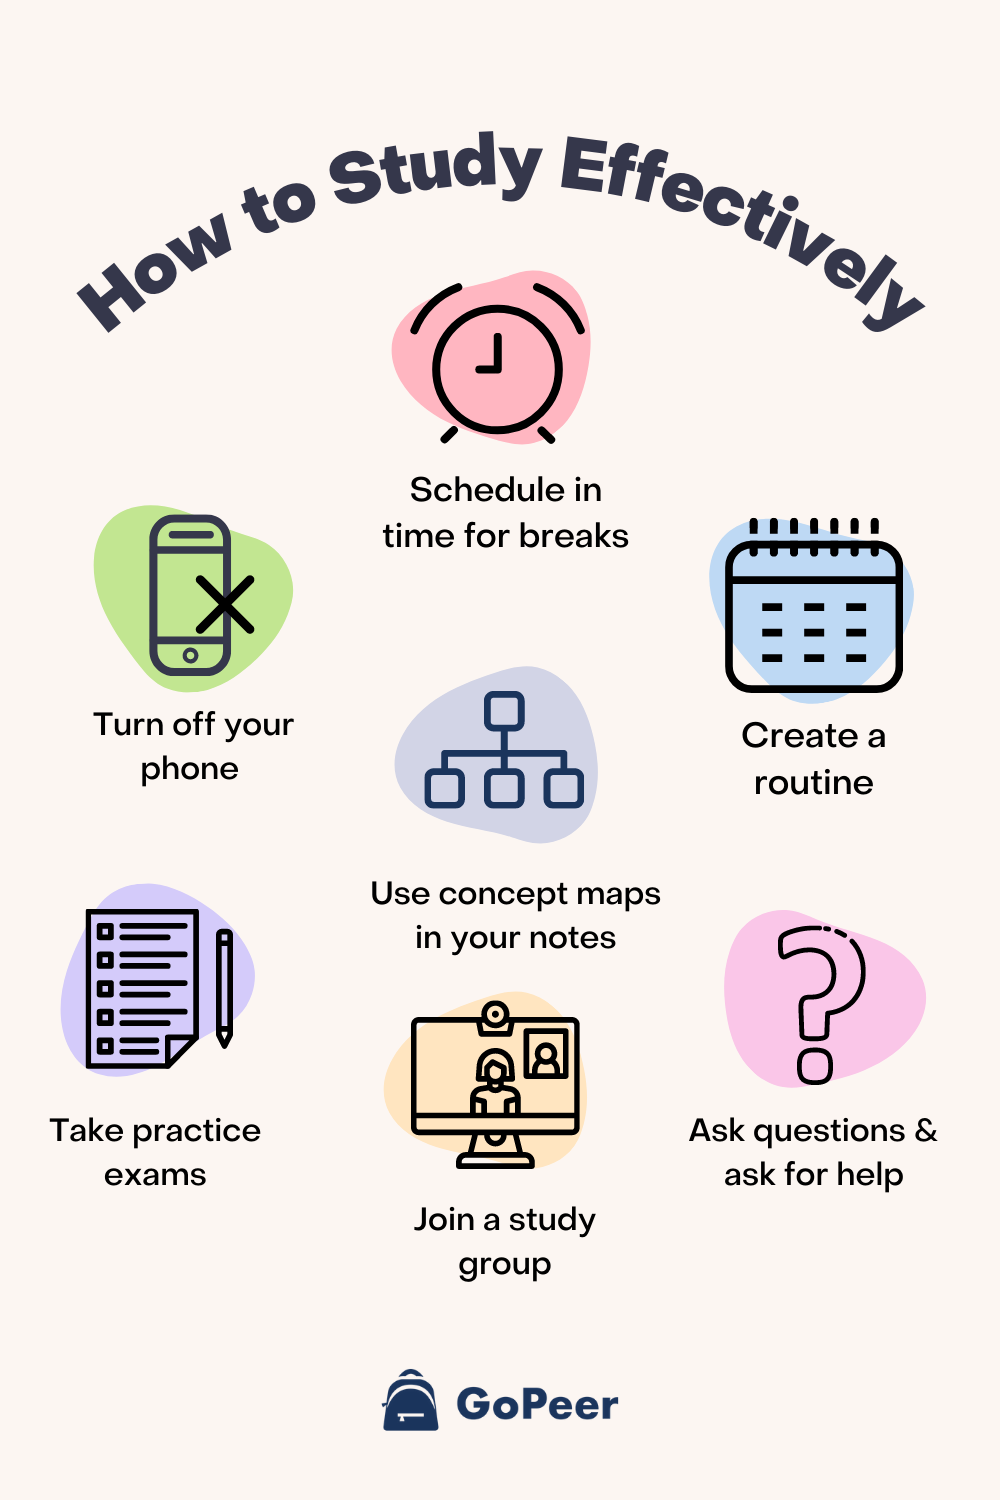 How to Study Effectively
Schedule in
time for breaks
Turn off your
phone
Create a
routine
Use concept maps
in your notes
Take practice
exams
Ask questions &
ask for help
Join a study
group
GoPeer